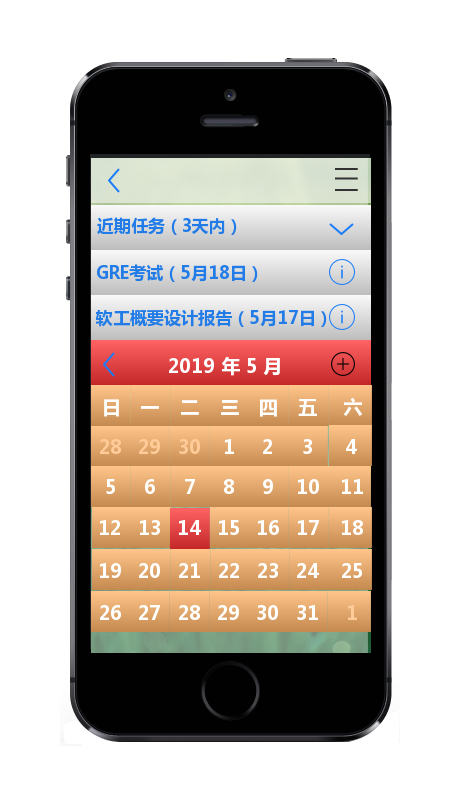 近期任务（3天内）
GRE考试（5月18日）
软工概要设计报告（5月17日）
2019 年 5 月
日 一 二 三 四 五 六
28 29 30 1 2 3 4
5 6 7 8 9 10 11
12 13 14 15 16 17 18
19 20 21 22 23 24 25
26 27 28 29 30 31 1